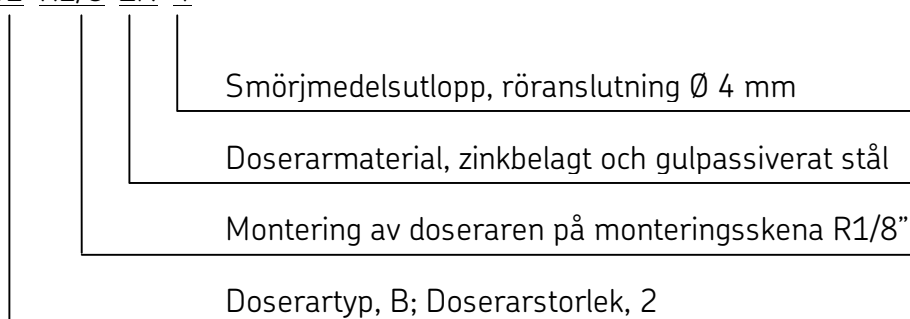 Smörjmedelsutlopp, röranslutning Ø 4 mm
Doserarmaterial, zinkbelagt och gulpassiverat stål
Montering av doseraren på monteringsskena R1/8”
Doserartyp, B; Doserarstorlek, 2